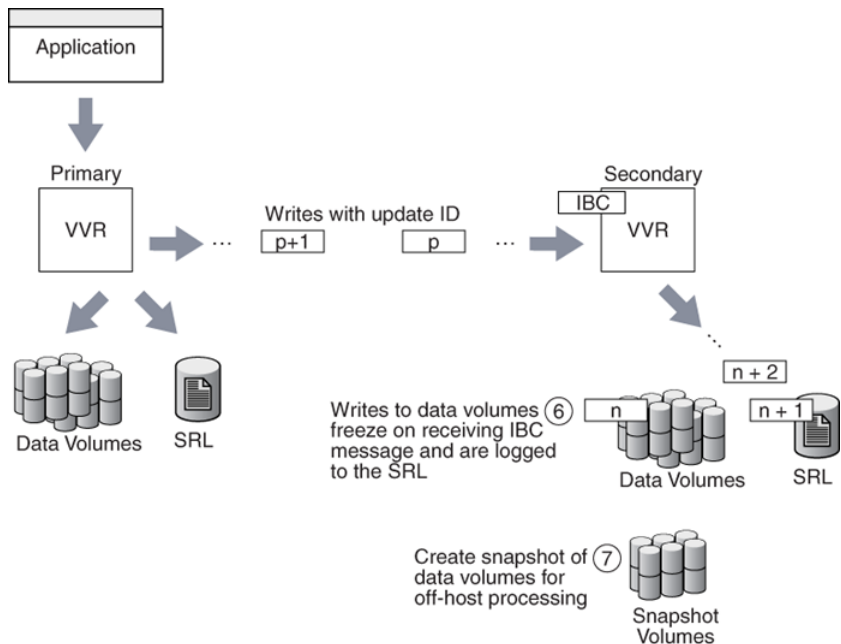 Application
Primary
Secondary
IBC
VVR
Writes with update ID
VVR
...
p+1
p
...
...
n + 2
n
n + 1
Writes to data volumes 6
freeze on receiving IBC
message and are logged
to the SRL
Data Volumes
SRL
Data Volumes
SRL
Create snapshot of 7
data volumes for
off-host processing
Snapshot
Volumes